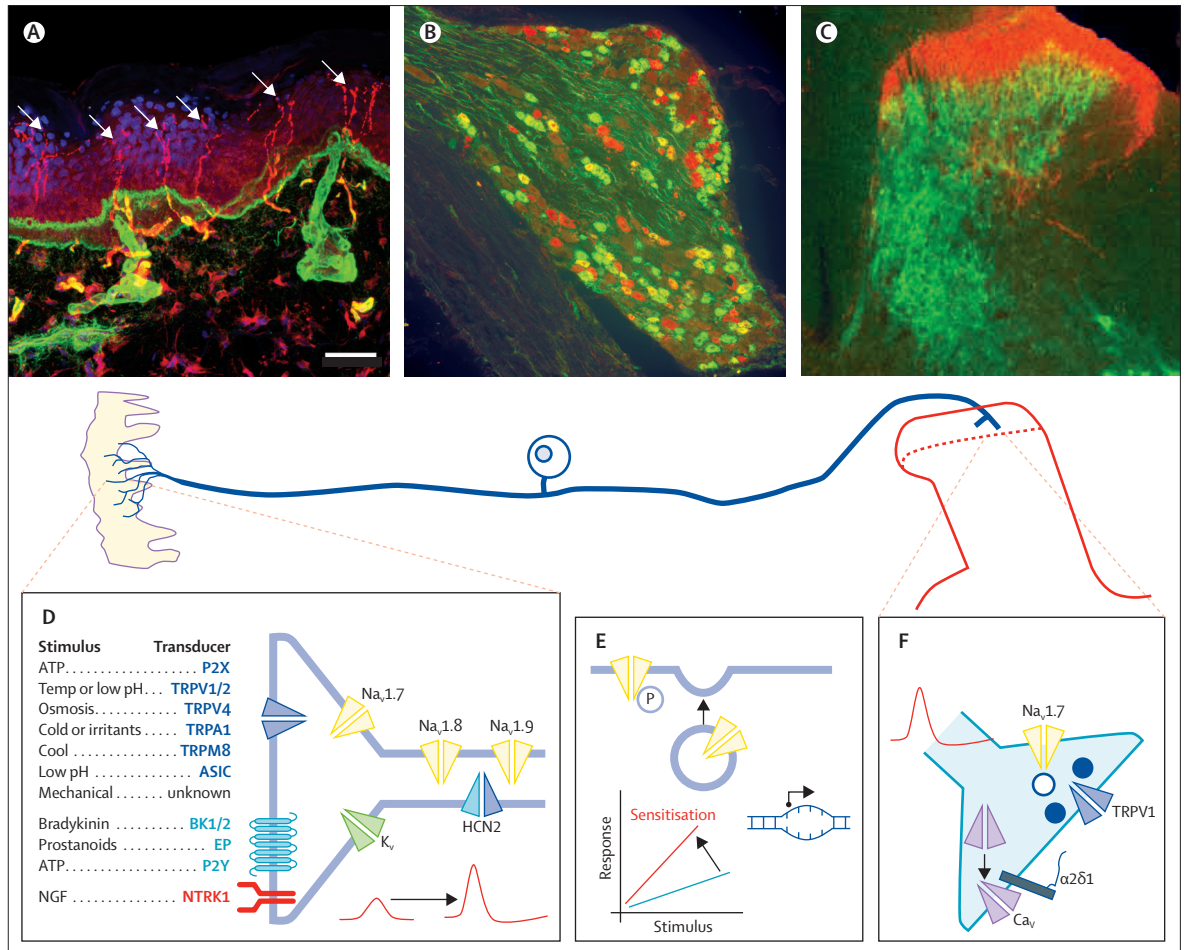 A
B
C
D
Stimulus Transducer
ATP.................... P2X
Temp or low pH... TRPV1/2
Osmosis.............. TRPV4
Cold or irritants..... TRPA1
Cool .................. TRPM8
Low pH ................ ASIC
Mechanical ....... unknown
Bradykinin .......... BK1/2
Prostanoids ............ EP
ATP.................... P2Y
NGF .............. NTRK1
Nav1.7
Nav1.8
Nav1.9
HCN2
Kv
E
P
Sensitisation
Response
Stimulus
F
Nav1.7
TRPV1
α2δ1
Cav